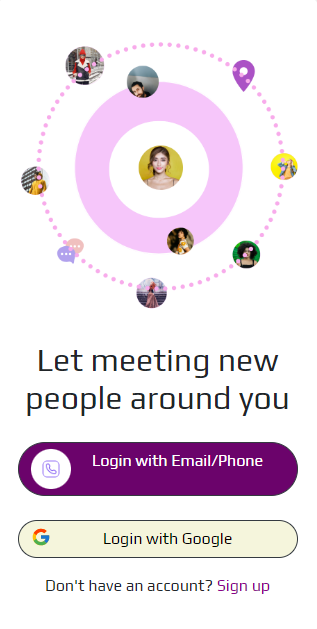 Let meeting new
people around you
Login with Email/Phone
Login with Google
Don't have an account? Sign up